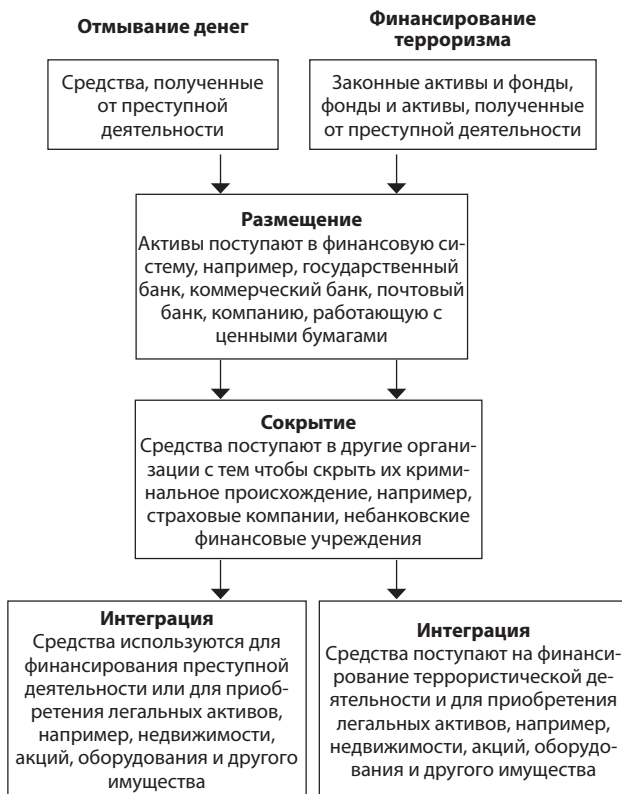 Отмывание денег
Финансирование
терроризма
Средства, полученные
от преступной
деятельности
Законные активы и фонды,
фонды и активы, полученные
от преступной деятельности
Размещение
Активы поступают в финансовую си-
стему, например, государственный
банк, коммерческий банк, почтовый
банк, компанию, работающую с
ценными бумагами
Сокрытие
Средства поступают в другие органи-
зации с тем чтобы скрыть их крими-
нальное происхождение, например,
страховые компании, небанковские
финансовые учреждения
Интеграция
Средства используются для
финансирования преступной
деятельности или для приоб-
ретения легальных активов,
например, недвижимости,
акций, оборудования и другого
имущества
Интеграция
Средства поступают на финанси-
рование террористической де-
ятельности и для приобретения
легальных активов, например,
недвижимости, акций, оборудо-
вания и другого имущества